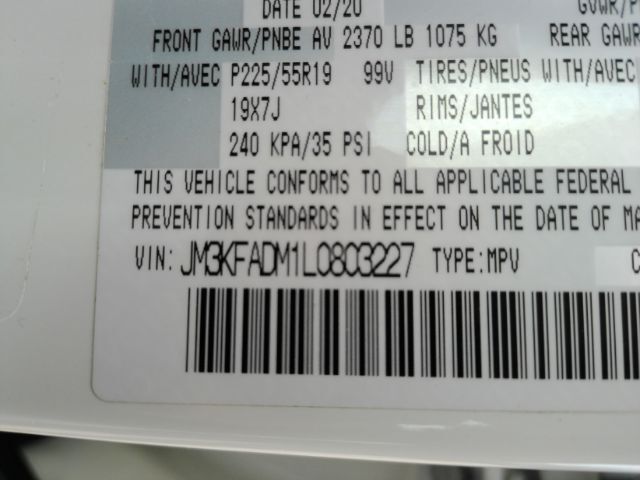 DATE 02/20 GVWR/P
FRONT GAWR/PNBE AV 2370 LB 1075 KG REAR GAWR
WITH/AVEC P225/55R19 99V TIRES/PNEUS WITH/AVEC
19X7J RIMS/JANTES
240 KPA/35 PSI COLD/A FROID
THIS VEHICLE CONFORMS TO ALL APPLICABLE FEDERAL
PREVENTION STANDARDS IN EFFECT ON THE DATE OF MA
VIN: JM3KFADM1L0803227 TYPE:MPV C